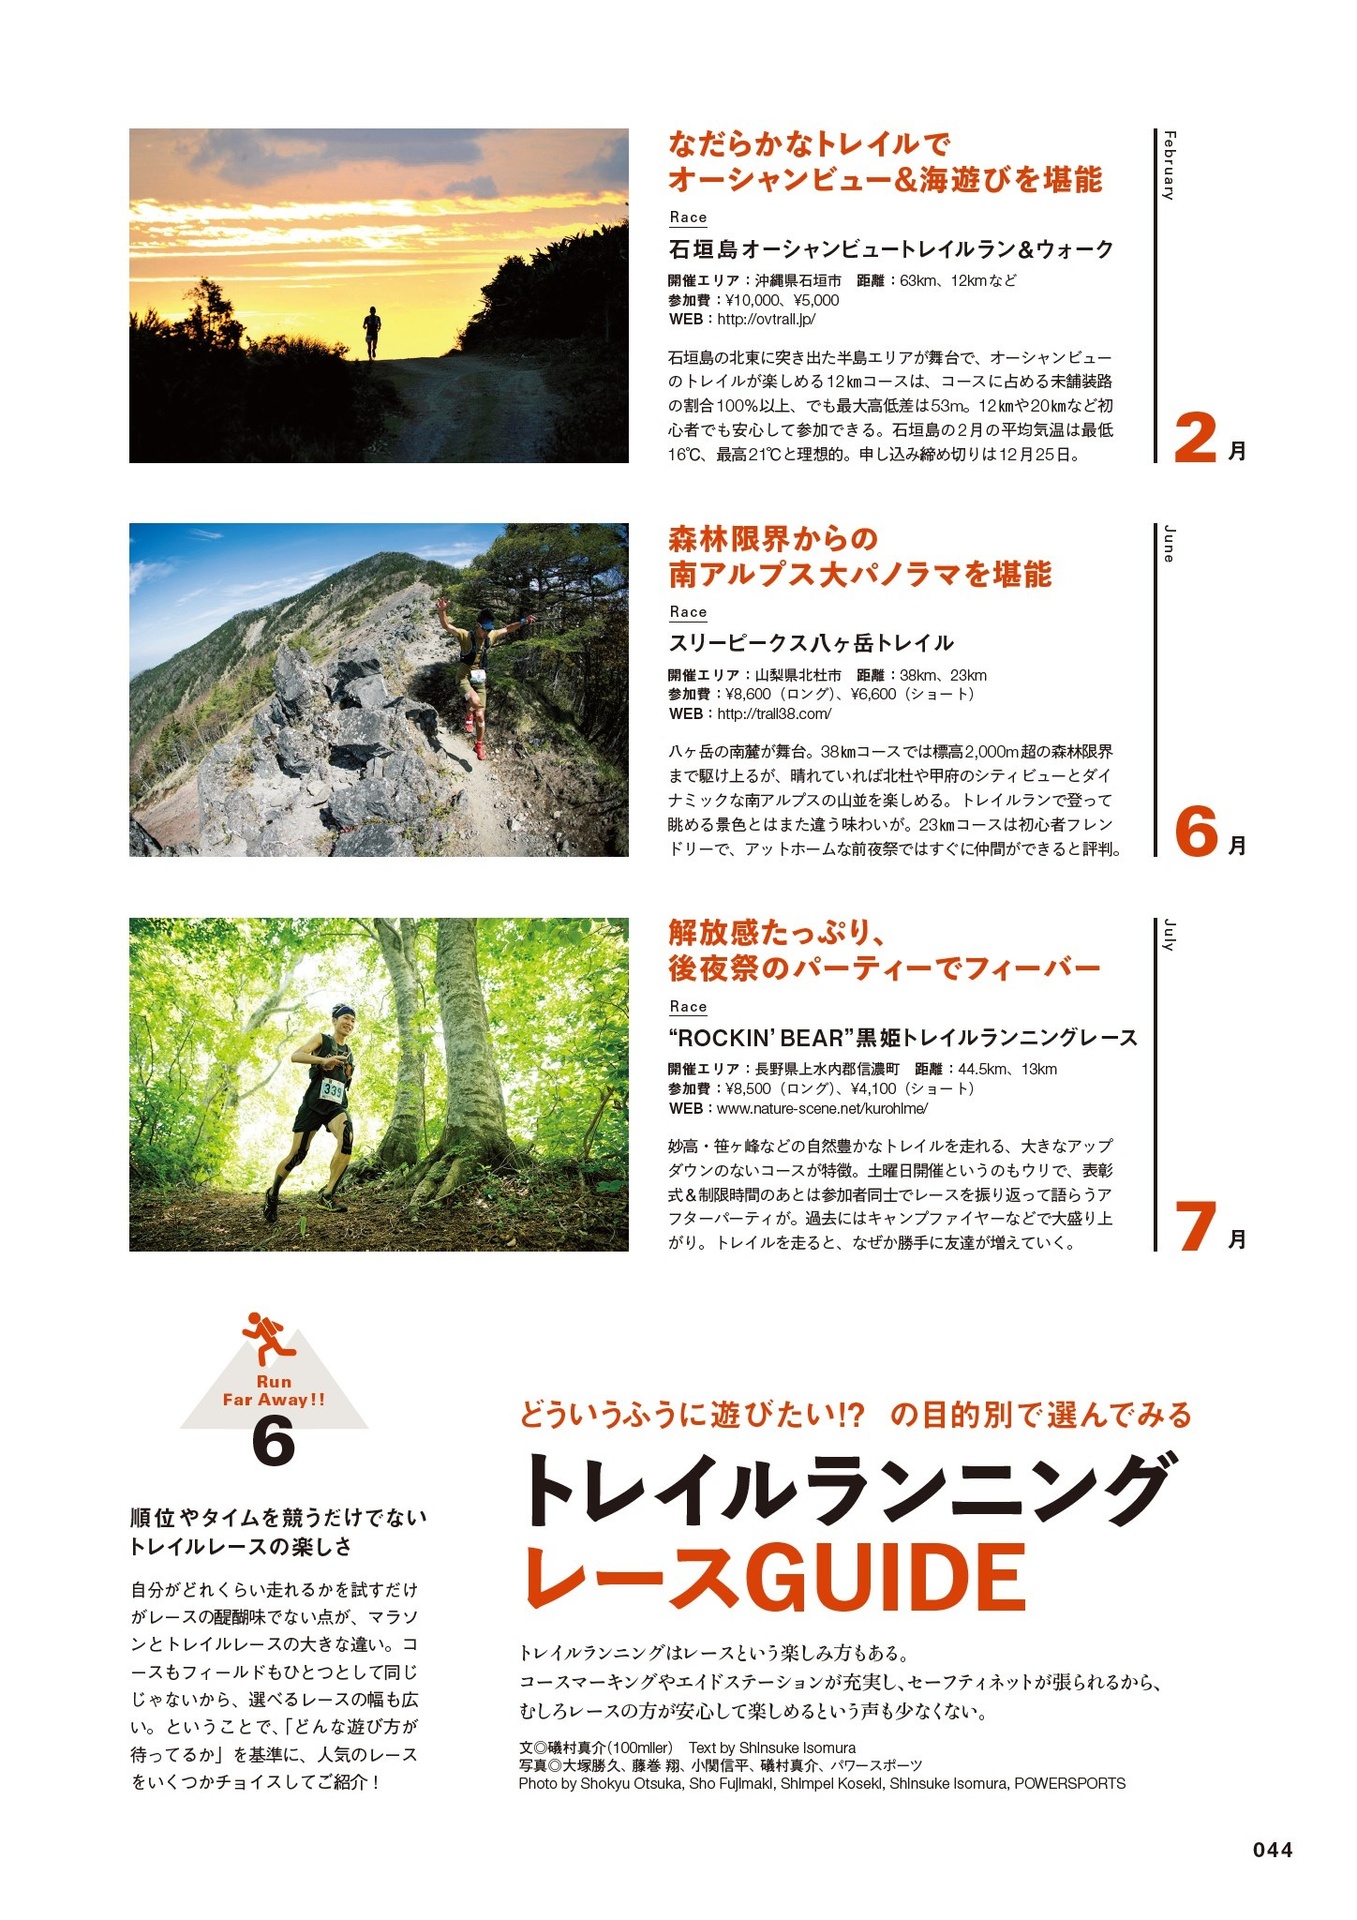 なだらかなトレイルで
オーシャンビュー&海遊びを堪能
Race
石垣島オーシャンビュートレイルラン&ウォーク
開催エリア：沖縄県石垣市　距離：63km、12kmなど
参加費：¥10,000、¥5,000
WEB：http://ovtrail.jp/
石垣島の北東に突き出た半島エリアが舞台で、オーシャンビュー
のトレイルが楽しめる12kmコースは、コースに占める未舗装路
の割合100%以上、でも最大高低差は53m。12kmや20kmなど初
心者でも安心して参加できる。石垣島の2月の平均気温は最低
16℃、最高21℃と理想的。申し込み締め切りは12月25日。
February
2月
森林限界からの
南アルプス大パノラマを堪能
Race
スリーピークス八ヶ岳トレイル
開催エリア：山梨県北杜市　距離：38km、23km
参加費：¥8,600（ロング）、¥6,600（ショート）
WEB：http://trail38.com/
八ヶ岳の南麓が舞台。38kmコースでは標高2,000m超の森林限界
まで駆け上るが、晴れていれば北杜や甲府のシティビューとダイ
ナミックな南アルプスの山並を楽しめる。トレイルランで登って
眺める景色とはまた違う味わいが。23kmコースは初心者フレン
ドリーで、アットホームな前夜祭ではすぐに仲間ができると評判。
June
6月
解放感たっぷり、
後夜祭のパーティーでフィーバー
Race
“ROCKIN’ BEAR”黒姫トレイルランニングレース
開催エリア：長野県上水内郡信濃町　距離：44.5km、13km
参加費：¥8,500（ロング）、¥4,100（ショート）
WEB：www.nature-scene.net/kurohime/
妙高・笹ヶ峰などの自然豊かなトレイルを走れる、大きなアップ
ダウンのないコースが特徴。土曜日開催というのもウリで、表彰
式&制限時間のあとは参加者同士でレースを振り返って語らうア
フターパーティが。過去にはキャンプファイヤーなどで大盛り上
がり。トレイルを走ると、なぜか勝手に友達が増えていく。
July
7月
339
Run
Far Away!!
6
順位やタイムを競うだけでない
トレイルレースの楽しさ
自分がどれくらい走れるかを試すだけ
がレースの醍醐味でない点が、マラソ
ンとトレイルレースの大きな違い。コ
ースもフィールドもひとつとして同じ
じゃないから、選べるレースの幅も広
い。ということで、「どんな遊び方が
待ってるか」を基準に、人気のレース
をいくつかチョイスしてご紹介！
どういうふうに遊びたい!?　の目的別で選んでみる
トレイルランニング
レースGUIDE
トレイルランニングはレースという楽しみ方もある。
コースマーキングやエイドステーションが充実し、セーフティネットが張られるから、
むしろレースの方が安心して楽しめるという声も少なくない。
文◎礒村真介（100miler）　Text by Shinsuke Isomura
写真◎大塚勝久、藤巻 翔、小関信平、礒村真介、パワースポーツ
Photo by Shokyu Otsuka, Sho Fujimaki, Shimpei Koseki, Shinsuke Isomura, POWERSPORTS
044